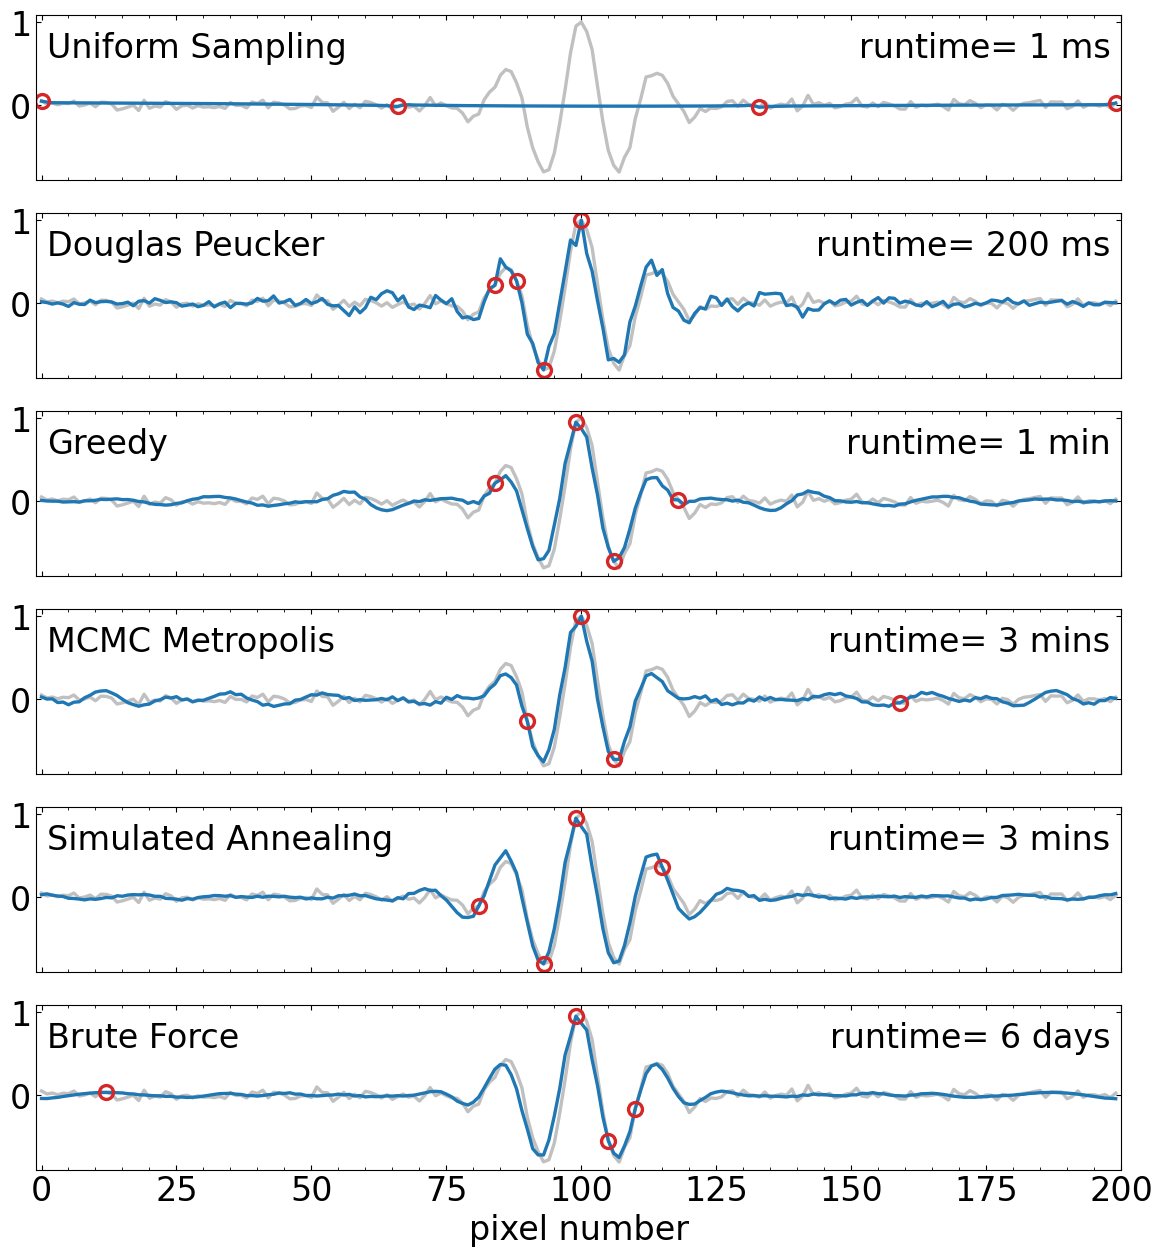 1
Uniform Sampling runtime= 1 ms
0
1
Douglas Peucker runtime= 200 ms
0
1
Greedy runtime= 1 min
0
1
MCMC Metropolis runtime= 3 mins
0
1
Simulated Annealing runtime= 3 mins
0
1
Brute Force runtime= 6 days
0
0 25 50 75 100 125 150 175 200
pixel number